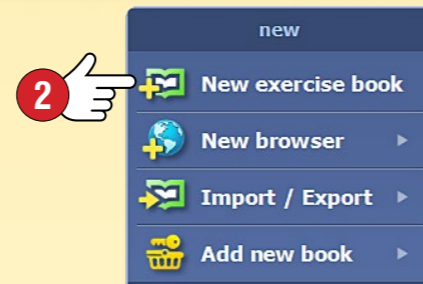 new
2
New exercise book
New browser
Import / Export
Add new book